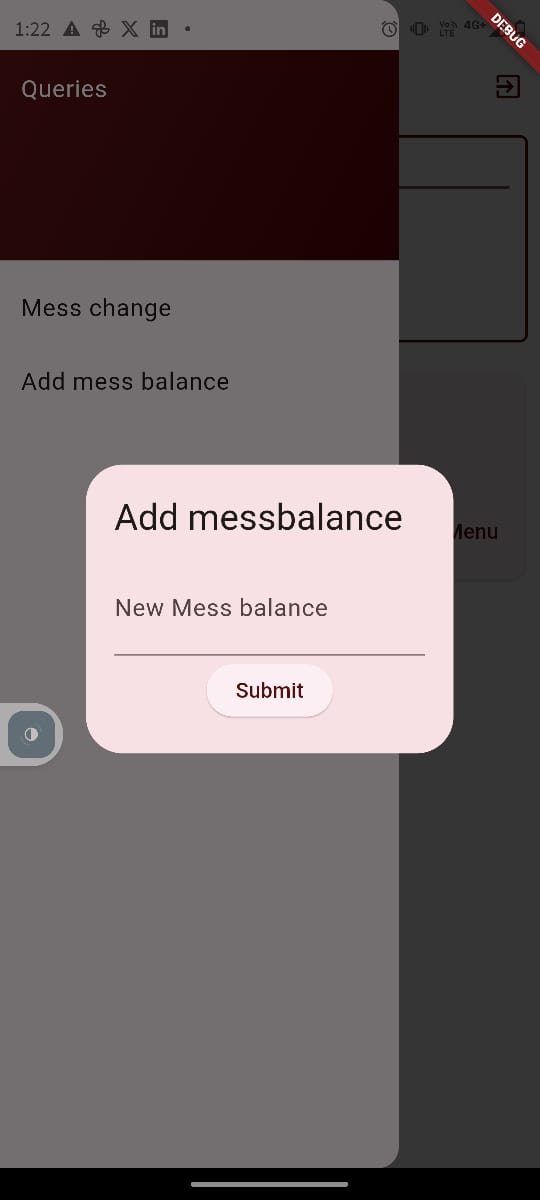 1:22
Vo)) 4G+
LTE
DEBUG
Queries
Mess change
Add mess balance
Add messbalance
Menu
New Mess balance
Submit